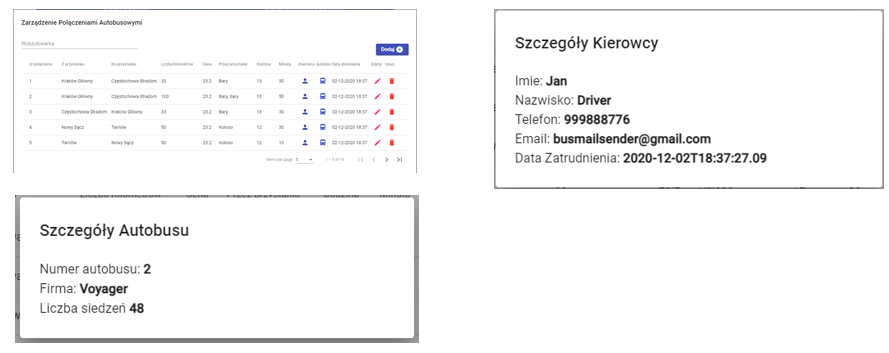 Zarządzenie Połączeniami Autobusowymi
Wyszukiwarka
Dodaj
Id połączenia Z przystanku Do przystanku Liczba Kilometrów Cena Przez przystanki Godzina Minuta Kierowca Autobus Data utworzenia Edytuj Usuń
1 Kraków Główny Częstochowa Stradom 33 23.2 Bary 13 30 02-12-2020 18:37
2 Kraków Główny Częstochowa Stradom 100 23.2 Bary, Sary 10 50 02-12-2020 18:37
3 Częstochowa Stradom Kraków Główny 33 23.2 Bary 13 30 02-12-2020 18:37
4 Nowy Sącz Tarnów 50 23.2 Koloso 12 30 02-12-2020 18:37
5 Tarnów Nowy Sącz 50 23.2 Koloso 12 10 02-12-2020 18:37
Items per page 5 1 – 5 of
Szczegóły Kierowcy
Imie: Jan
Nazwisko: Driver
Telefon: 999888776
Email: busmailsender@gmail.com
Data Zatrudnienia: 2020-12-02T18:37:27.09
Szczegóły Autobusu
Numer autobusu: 2
Firma: Voyager
Liczba siedzeń 48